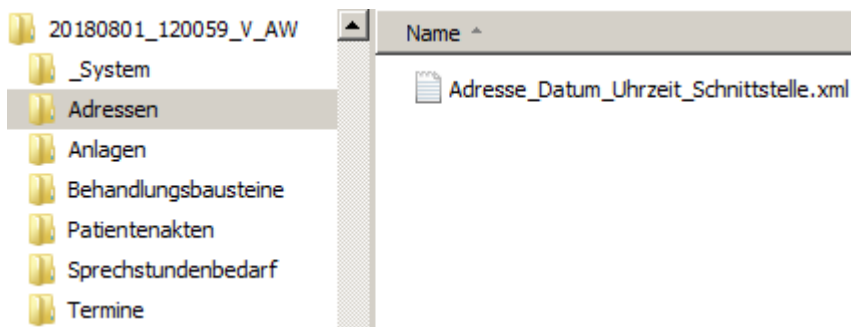 20180801_120059_V_AW
_System
Adressen
Anlagen
Behandlungsbausteine
Patientenakten
Sprechstundenbedarf
Termine
Name
Adresse_Datum_Uhrzeit_Schnittstelle.xml